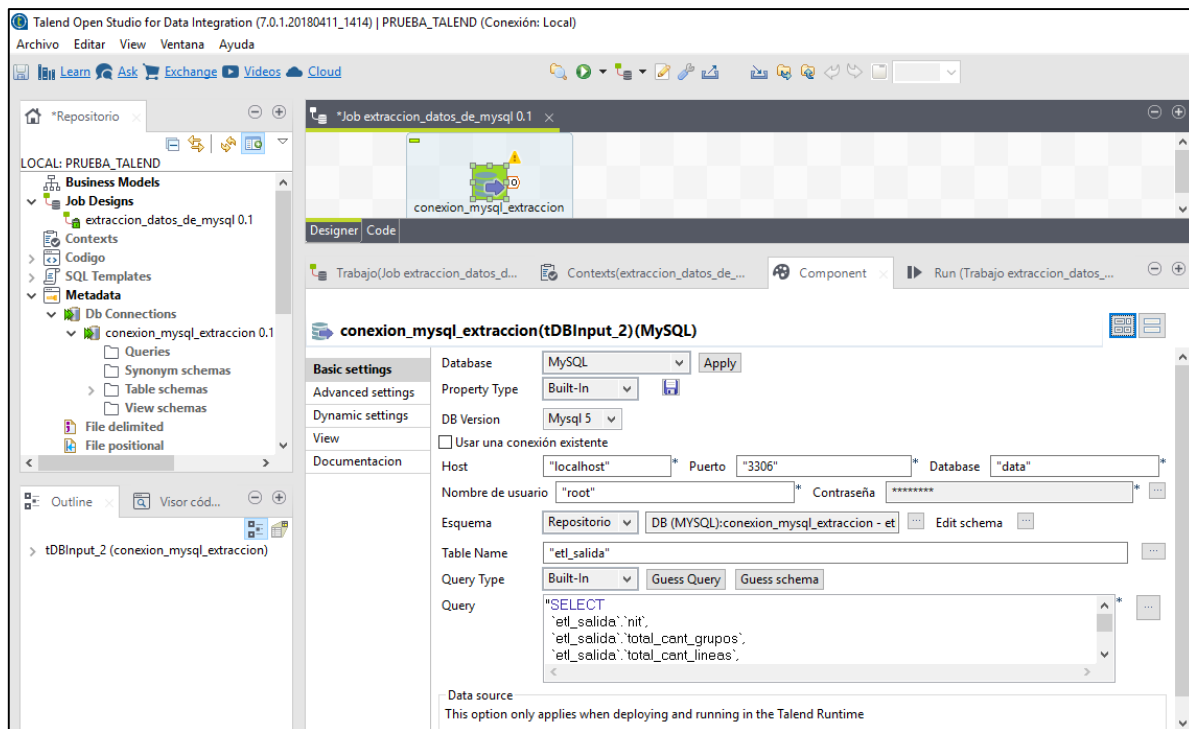 Talend Open Studio for Data Integration (7.0.1.20180411_1414) | PRUEBA_TALEND (Conexión: Local)
Archivo Editar View Ventana Ayuda
Learn Ask Exchange Videos Cloud
*Repositorio
LOCAL: PRUEBA_TALEND
Business Models
Job Designs
extraccion_datos_de_mysql 0.1
Contexts
Codigo
SQL Templates
Metadata
Db Connections
conexion_mysql_extraccion 0.1
Queries
Synonym schemas
Table schemas
View schemas
File delimited
File positional
Outline Visor cód...
tDBInput_2 (conexion_mysql_extraccion)
*Job extraccion_datos_de_mysql 0.1
conexion_mysql_extraccion
Designer Code
Trabajo(Job extraccion_datos_d... Contexts(extraccion_datos_de_... Component Run (Trabajo extraccion_datos_...
conexion_mysql_extraccion(tDBInput_2)(MySQL)
Basic settings
Advanced settings
Dynamic settings
View
Documentacion
Database MySQL Apply
Property Type Built-In
DB Version Mysql 5
Usar una conexión existente
Host "localhost" * Puerto "3306" * Database "data" *
Nombre de usuario "root" * Contraseña ******** * ...
Esquema Repositorio DB (MYSQL):conexion_mysql_extraccion - et ... Edit schema ...
Table Name "etl_salida" ...
Query Type Built-In Guess Query Guess schema
Query "SELECT * ...
`etl_salida`.`nit`,
`etl_salida`.`total_cant_grupos`,
`etl_salida`.`total_cant_lineas`,
Data source
This option only applies when deploying and running in the Talend Runtime